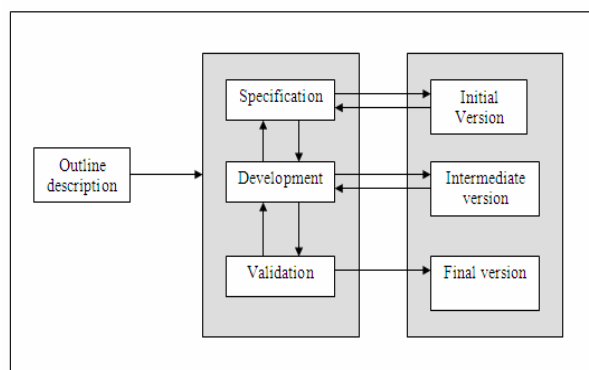 Outline
description
Specification
Development
Validation
Initial
Version
Intermediate
version
Final version